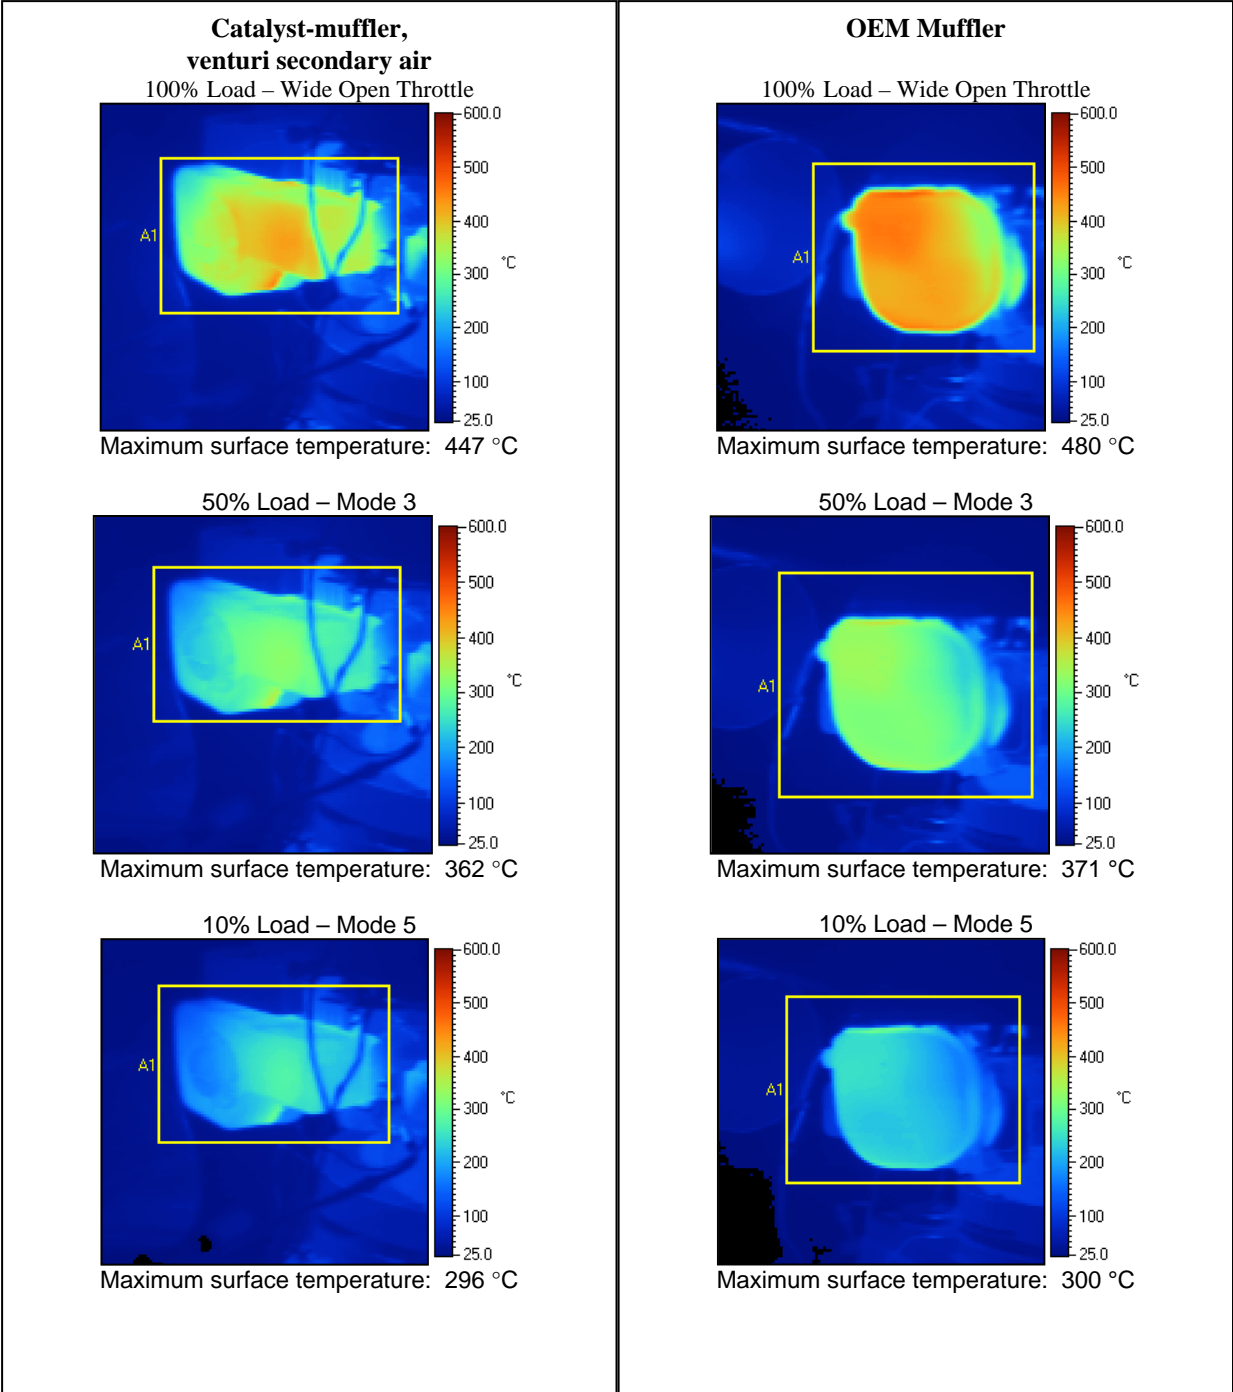 Catalyst-muffler,
venturi secondary air
100% Load – Wide Open Throttle
600.0
500
400
300
200
100
25.0
°C
A1
Maximum surface temperature: 447 °C
50% Load – Mode 3
600.0
500
400
300
200
100
25.0
°C
A1
Maximum surface temperature: 362 °C
10% Load – Mode 5
600.0
500
400
300
200
100
25.0
°C
A1
Maximum surface temperature: 296 °C
OEM Muffler
100% Load – Wide Open Throttle
600.0
500
400
300
200
100
25.0
°C
A1
Maximum surface temperature: 480 °C
50% Load – Mode 3
600.0
500
400
300
200
100
25.0
°C
A1
Maximum surface temperature: 371 °C
10% Load – Mode 5
600.0
500
400
300
200
100
25.0
°C
A1
Maximum surface temperature: 300 °C